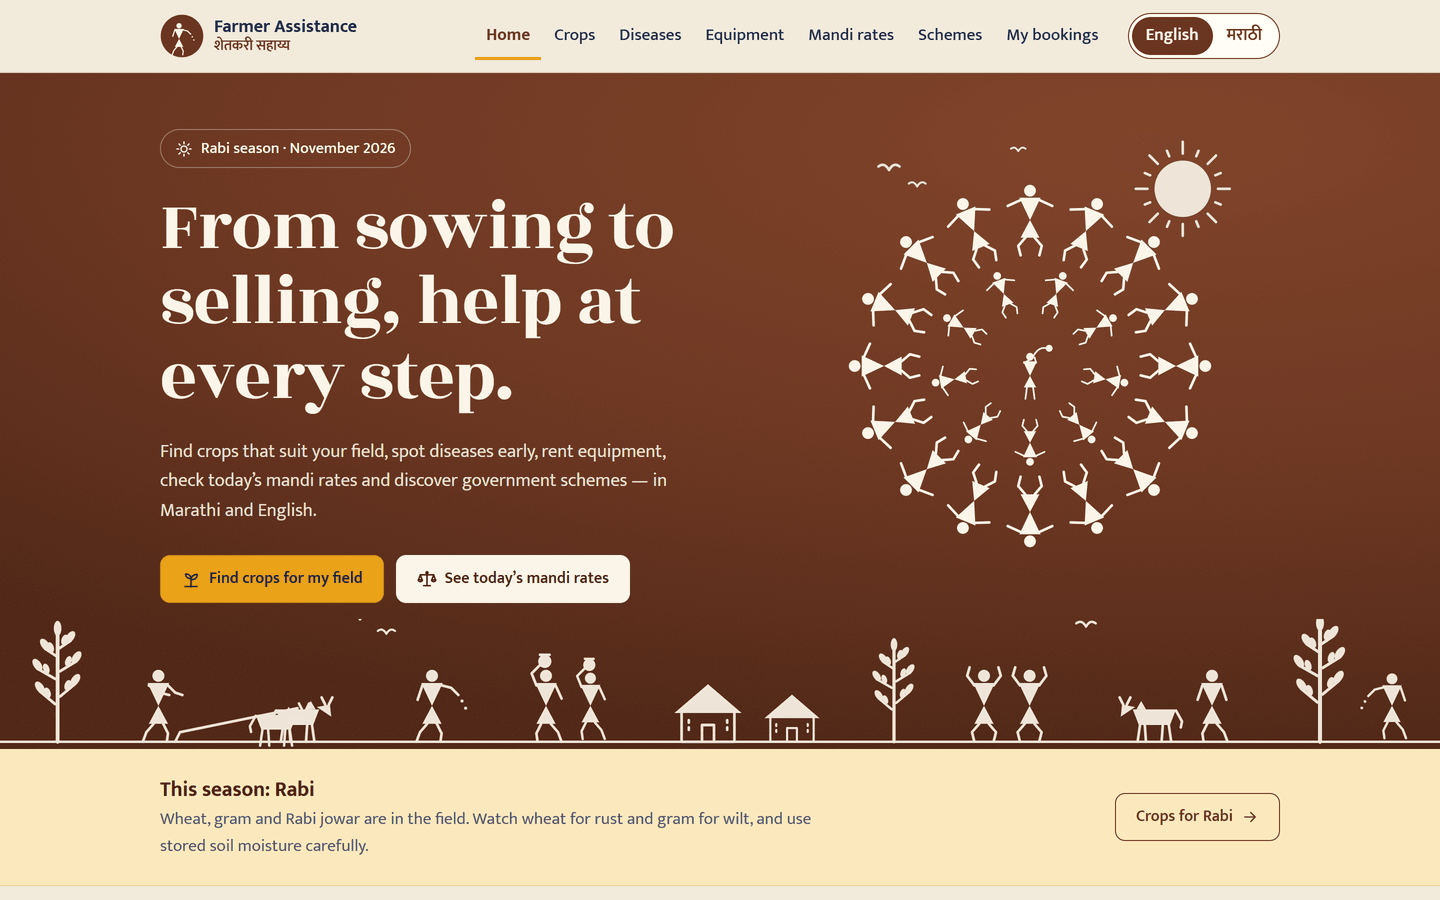 Farmer Assistance
शेतकरी सहाय्य
Home
Crops
Diseases
Equipment
Mandi rates
Schemes
My bookings
English
मराठी
Rabi season · November 2026
From sowing to
selling, help at
every step.
Find crops that suit your field, spot diseases early, rent equipment,
check today’s mandi rates and discover government schemes — in
Marathi and English.
Find crops for my field
See today’s mandi rates
This season: Rabi
Wheat, gram and Rabi jowar are in the field. Watch wheat for rust and gram for wilt, and use
stored soil moisture carefully.
Crops for Rabi